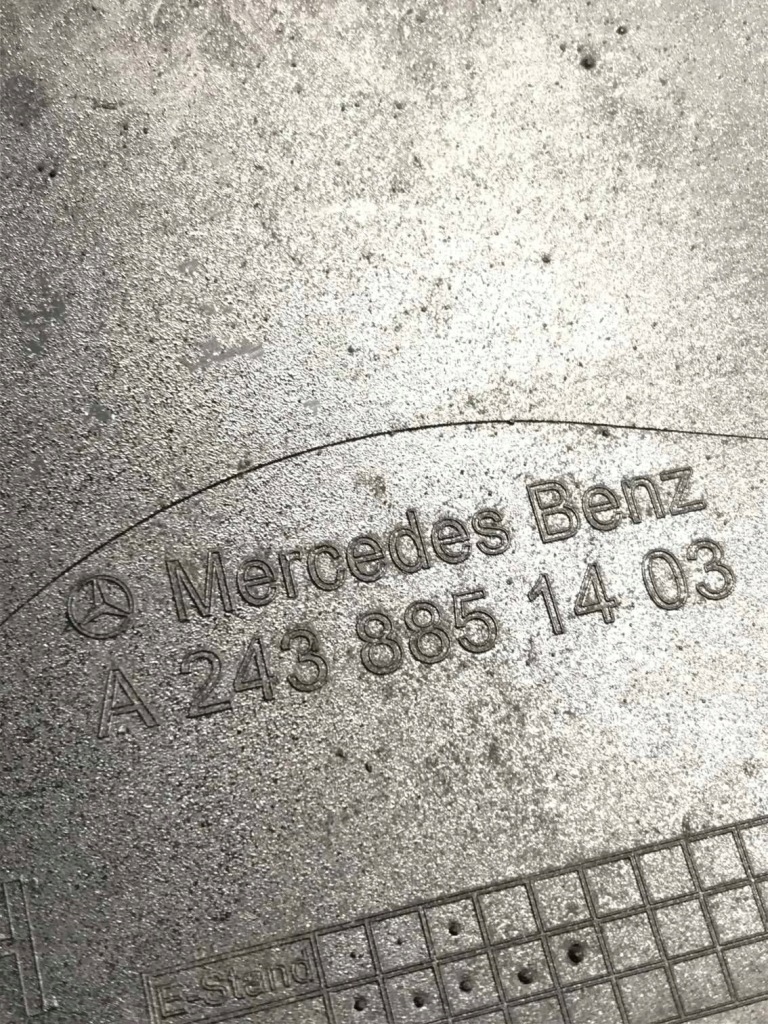 Mercedes Benz
A 243 885 14 03
E-Stand